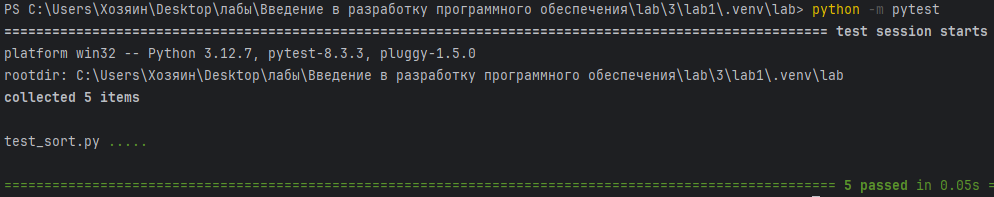 PS C:\Users\Хозяин\Desktop\лабы\Введение в разработку программного обеспечения\lab\3\lab1\.venv\lab> python -m pytest
======================================================================================================= test session starts
platform win32 -- Python 3.12.7, pytest-8.3.3, pluggy-1.5.0
rootdir: C:\Users\Хозяин\Desktop\лабы\Введение в разработку программного обеспечения\lab\3\lab1\.venv\lab
collected 5 items
test_sort.py .....
======================================================================================================== 5 passed in 0.05s =